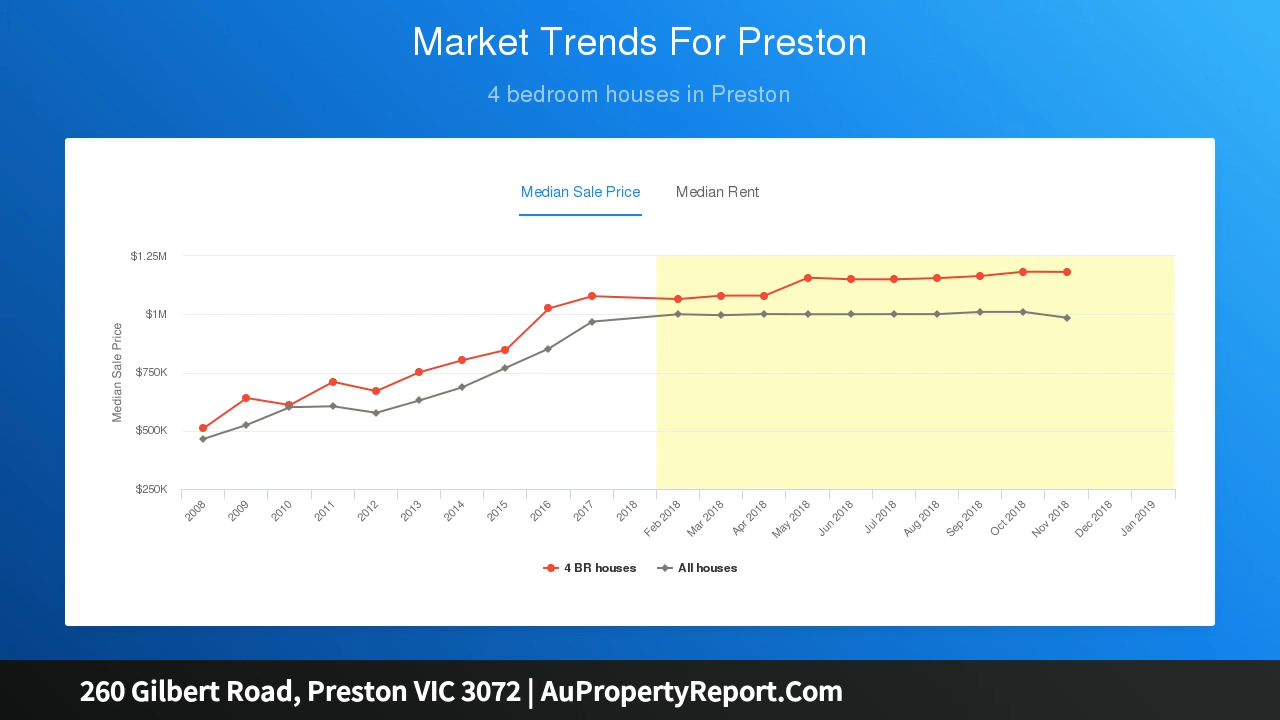 Market Trends For Preston
4 bedroom houses in Preston
Median Sale Price Median Rent
$1.25M
$1M
$750K
$500K
$250K
Median Sale Price
2008 2009 2010 2011 2012 2013 2014 2015 2016 2017 2018 Feb 2018 Mar 2018 Apr 2018 May 2018 Jun 2018 Jul 2018 Aug 2018 Sep 2018 Oct 2018 Nov 2018 Dec 2018 Jan 2019
4 BR houses All houses
260 Gilbert Road, Preston VIC 3072 | AuPropertyReport.Com